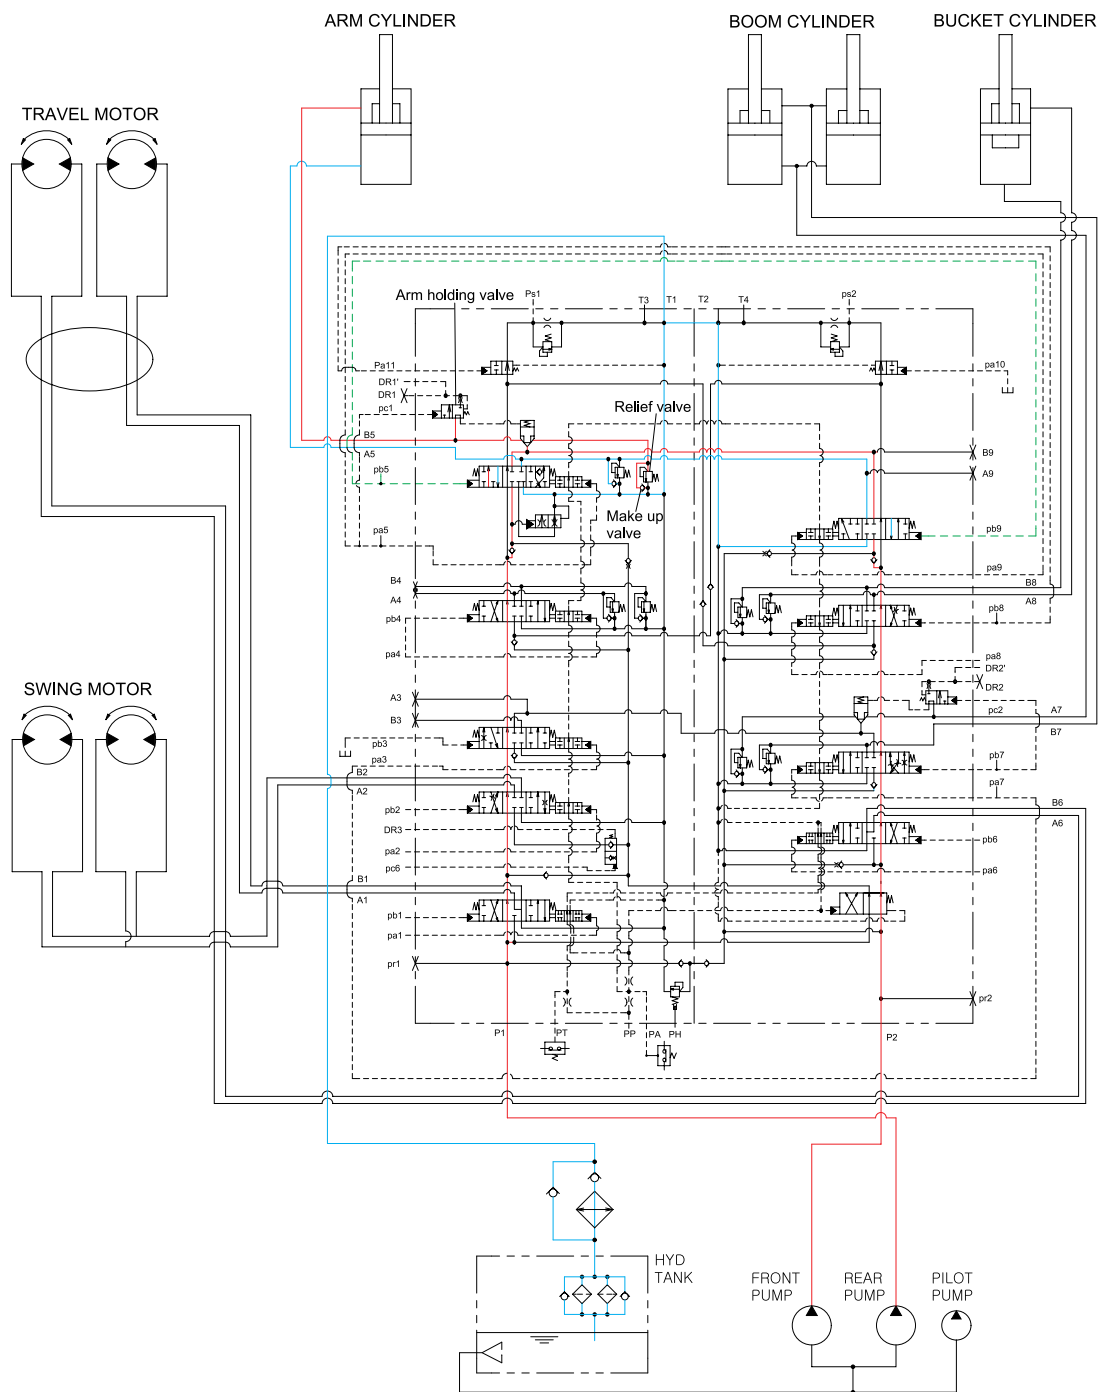 ARM CYLINDER
BOOM CYLINDER
BUCKET CYLINDER
TRAVEL MOTOR
Arm holding valve
Ps1
T3
T1
T2
T4
ps2
Pa11
pa10
DR1'
DR1
pc1
Relief valve
B5
A5
B9
A9
pb5
Make up
valve
pa5
pb9
pa9
B4
A4
B8
A8
pb4
pb8
pa4
pa8
DR2'
DR2
SWING MOTOR
A3
B3
pc2
A7
B7
pb3
pa3
pb7
pa7
B2
A2
pb2
B6
A6
DR3
pb6
pa2
pc6
pa6
B1
A1
pb1
pa1
pr1
pr2
P1
PT
PP
PA
PH
P2
HYD
TANK
FRONT
PUMP
REAR
PUMP
PILOT
PUMP